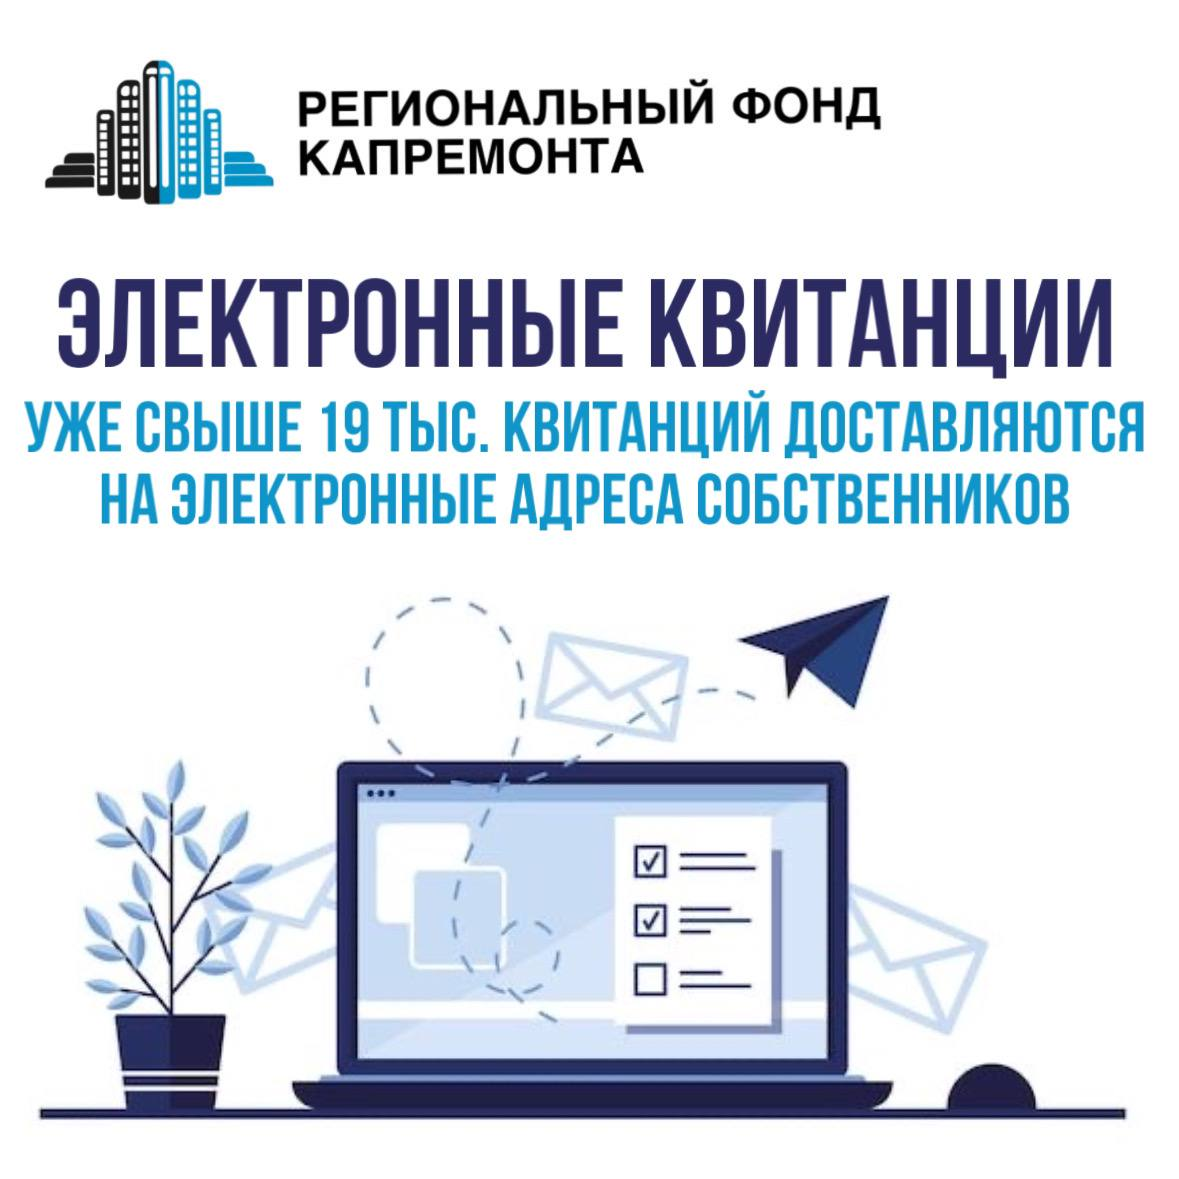 РЕГИОНАЛЬНЫЙ ФОНД
КАПРЕМОНТА
ЭЛЕКТРОННЫЕ КВИТАНЦИИ
УЖЕ СВЫШЕ 19 ТЫС. КВИТАНЦИЙ ДОСТАВЛЯЮТСЯ
НА ЭЛЕКТРОННЫЕ АДРЕСА СОБСТВЕННИКОВ